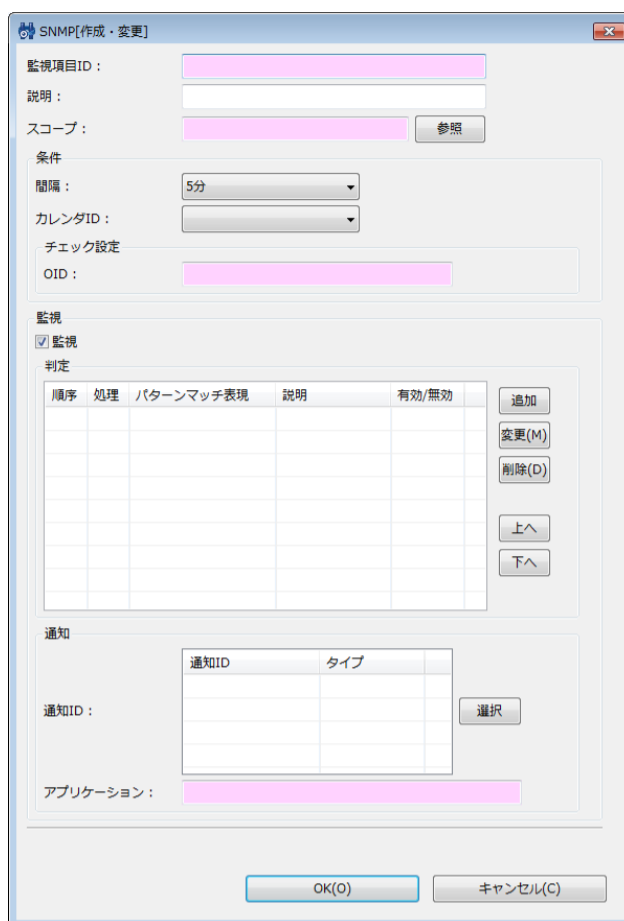 SNMP[作成・変更]
監視項目ID：
説明：
スコープ： 参照
条件
間隔： 5分
カレンダID：
チェック設定
OID：
監視
監視
判定
順序 処理 パターンマッチ表現 説明 有効/無効
追加
変更(M)
削除(D)
上へ
下へ
通知
通知ID タイプ
通知ID： 選択
アプリケーション：
OK(O) キャンセル(C)